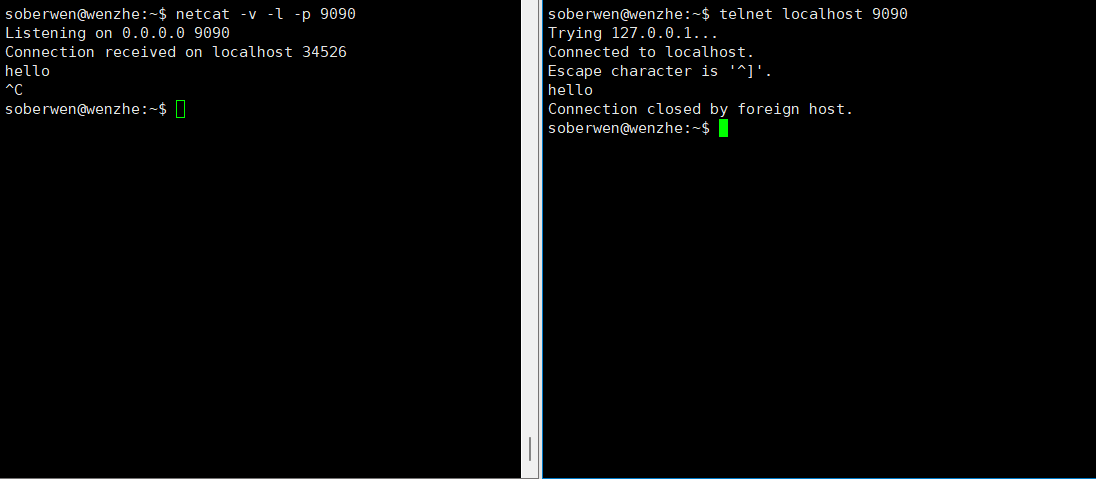 soberwen@wenzhe:~$ netcat -v -l -p 9090
Listening on 0.0.0.0 9090
Connection received on localhost 34526
hello
^C
soberwen@wenzhe:~$
soberwen@wenzhe:~$ telnet localhost 9090
Trying 127.0.0.1...
Connected to localhost.
Escape character is '^]'.
hello
Connection closed by foreign host.
soberwen@wenzhe:~$